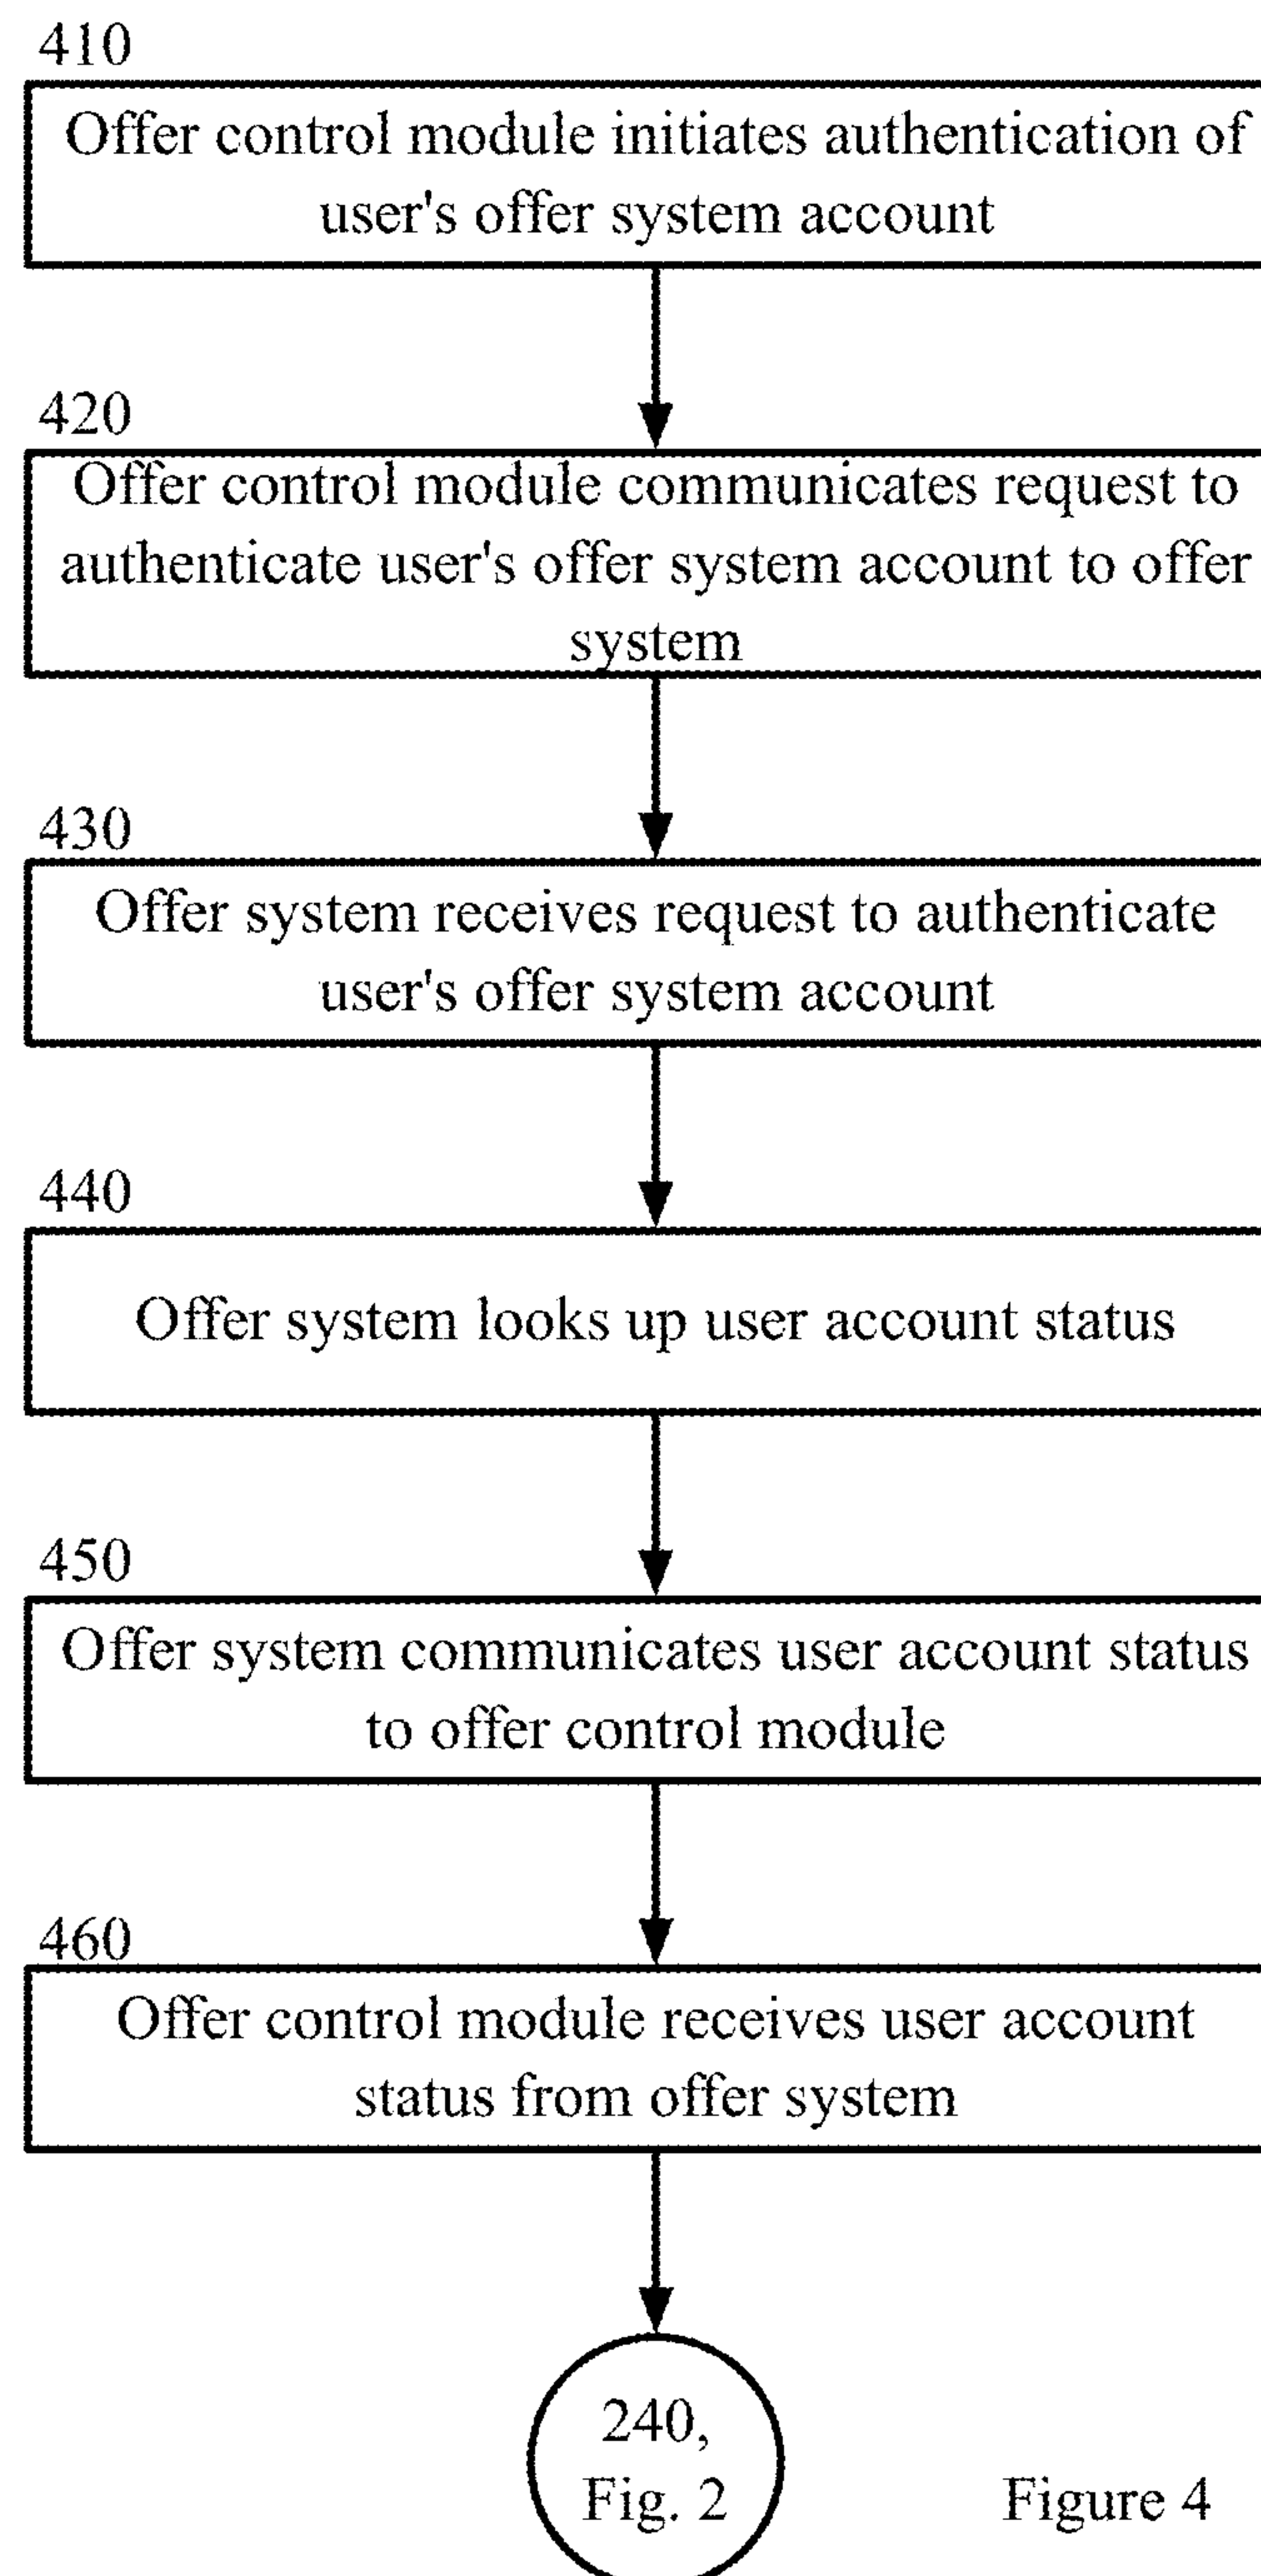 410
Offer control module initiates authentication of
user's offer system account
420
Offer control module communicates request to
authenticate user's offer system account to offer
system
430
Offer system receives request to authenticate
user's offer system account
440
Offer system looks up user account status
450
Offer system communicates user account status
to offer control module
460
Offer control module receives user account
status from offer system
240,
Fig. 2
Figure 4